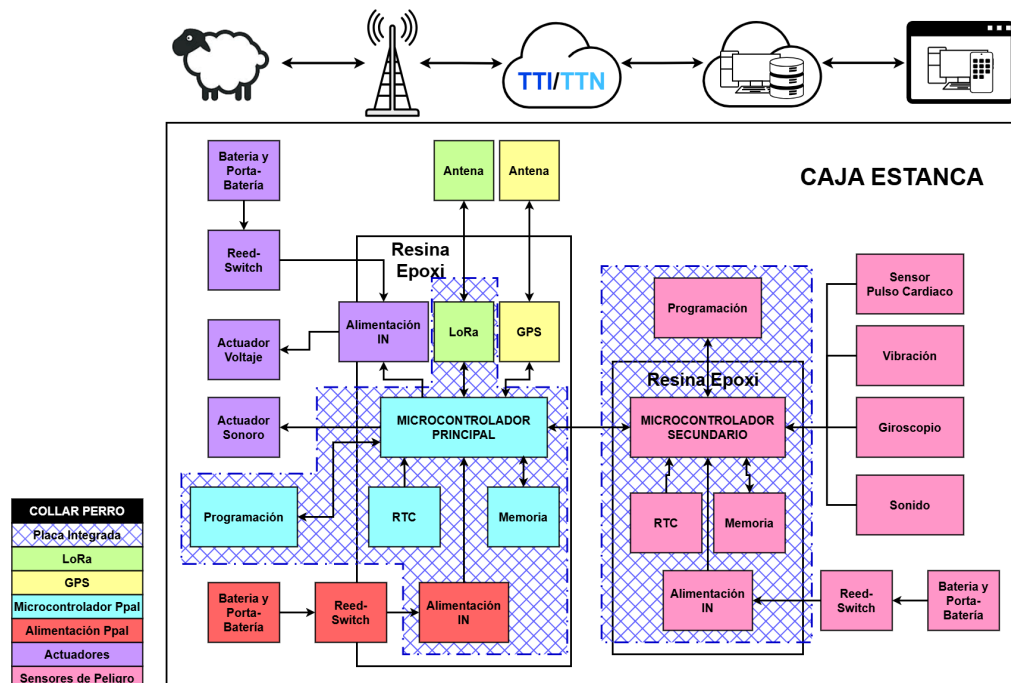 TTI/TTN
CAJA ESTANCA
Bateria y
Porta-
Batería
Antena
Antena
Reed-
Switch
Resina
Epoxi
Sensor
Pulso Cardiaco
Programación
Alimentación
IN
LoRa
GPS
Actuador
Voltaje
Vibración
Resina Epoxi
Actuador
Sonoro
MICROCONTROLADOR
PRINCIPAL
MICROCONTROLADOR
SECUNDARIO
Giroscopio
Programación
RTC
Memoria
RTC
Memoria
Sonido
COLLAR PERRO
Placa Integrada
LoRa
GPS
Microcontrolador Ppal
Alimentación Ppal
Actuadores
Sensores de Peligro
Bateria y
Porta-
Batería
Reed-
Switch
Alimentación
IN
Alimentación
IN
Reed-
Switch
Bateria y
Porta-
Batería